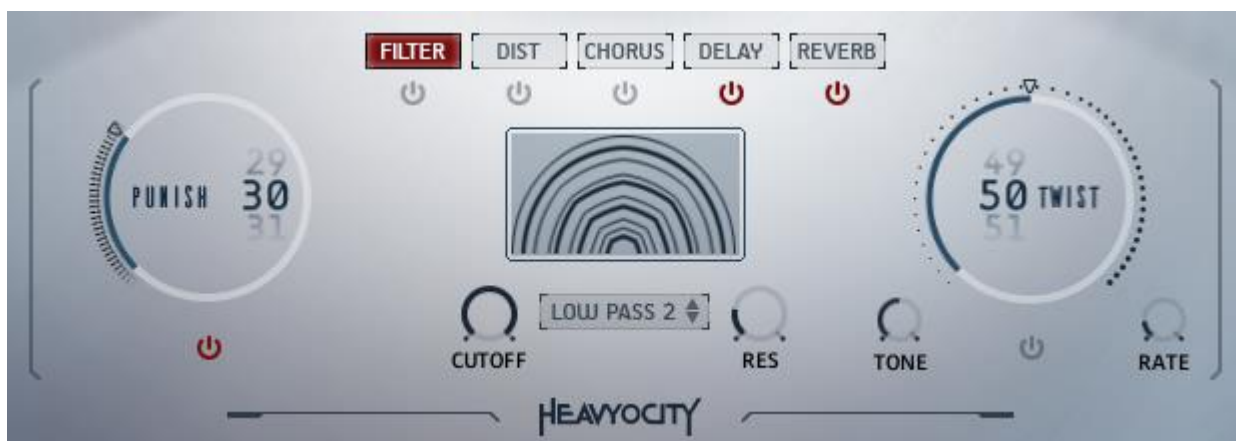 FILTER DIST CHORUS DELAY REVERB
29
PUNISH 30
31
49
50 TWIST
51
LOW PASS 2
CUTOFF RES TONE RATE
HEAVYOCITY